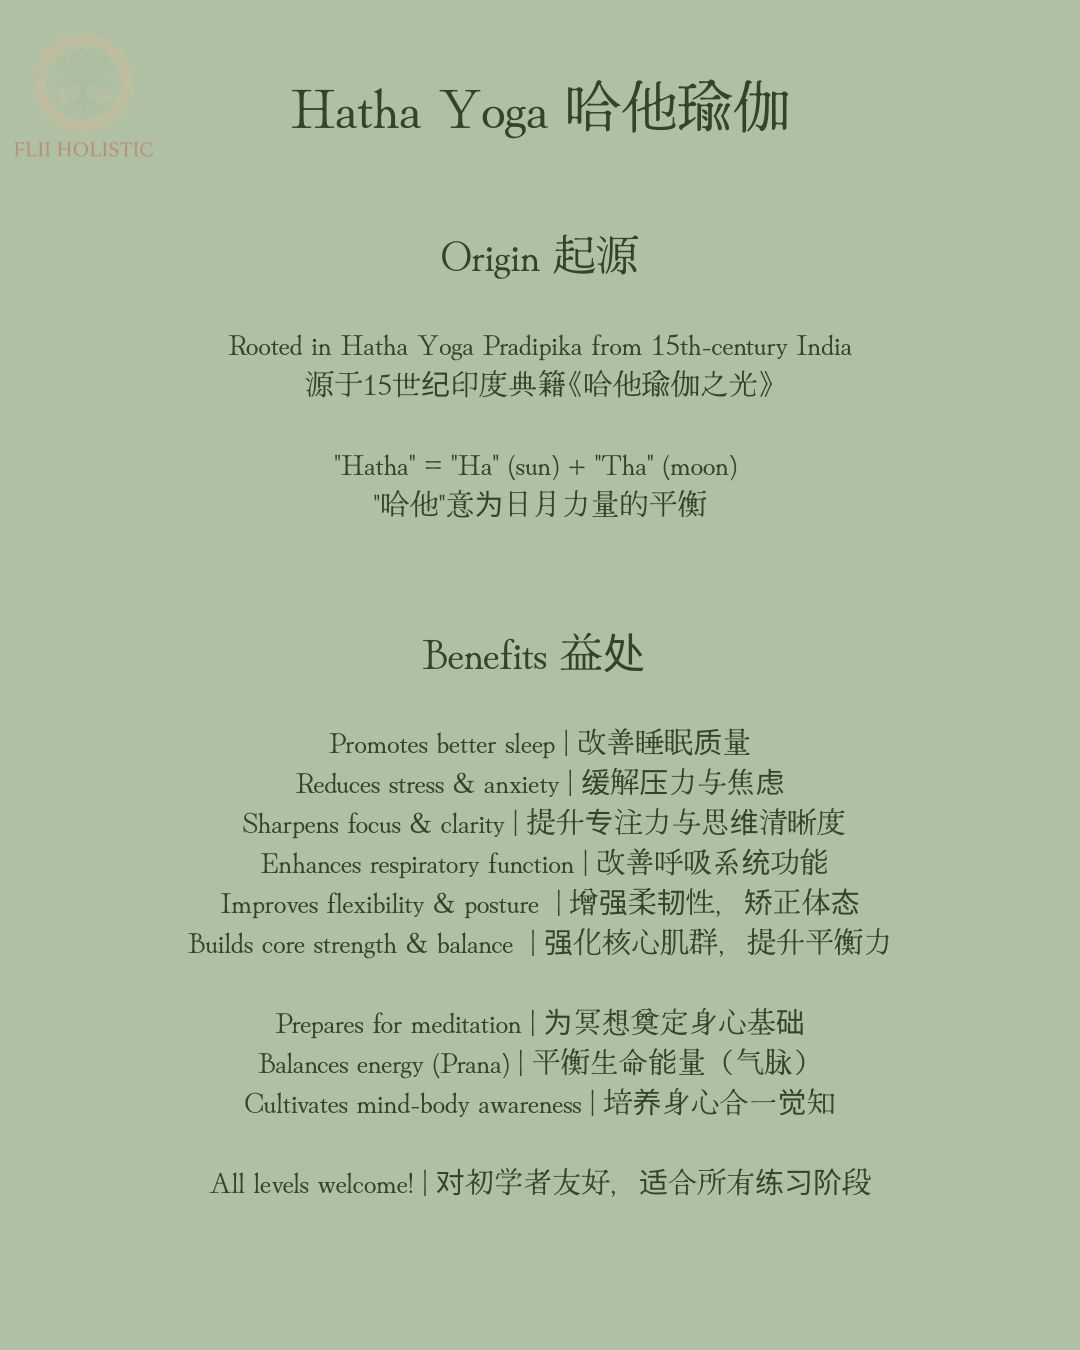 FLII HOLISTIC
Hatha Yoga 哈他瑜伽
Origin 起源
Rooted in Hatha Yoga Pradipika from 15th-century India
源于15世纪印度典籍《哈他瑜伽之光》
"Hatha" = "Ha" (sun) + "Tha" (moon)
"哈他"意为日月力量的平衡
Benefits 益处
Promotes better sleep | 改善睡眠质量
Reduces stress & anxiety | 缓解压力与焦虑
Sharpens focus & clarity | 提升专注力与思维清晰度
Enhances respiratory function | 改善呼吸系统功能
Improves flexibility & posture | 增强柔韧性，矫正体态
Builds core strength & balance | 强化核心肌群，提升平衡力
Prepares for meditation | 为冥想奠定身心基础
Balances energy (Prana) | 平衡生命能量（气脉）
Cultivates mind-body awareness | 培养身心合一觉知
All levels welcome! | 对初学者友好，适合所有练习阶段